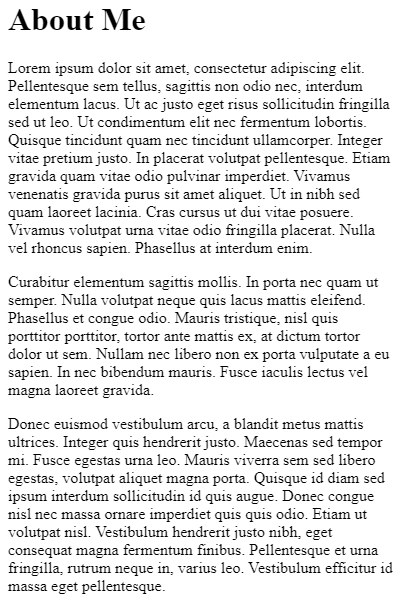 About Me
Lorem ipsum dolor sit amet, consectetur adipiscing elit.
Pellentesque sem tellus, sagittis non odio nec, interdum
elementum lacus. Ut ac justo eget risus sollicitudin fringilla
sed ut leo. Ut condimentum elit nec fermentum lobortis.
Quisque tincidunt quam nec tincidunt ullamcorper. Integer
vitae pretium justo. In placerat volutpat pellentesque. Etiam
gravida quam vitae odio pulvinar imperdiet. Vivamus
venenatis gravida purus sit amet aliquet. Ut in nibh sed
quam laoreet lacinia. Cras cursus ut dui vitae posuere.
Vivamus volutpat urna vitae odio fringilla placerat. Nulla
vel rhoncus sapien. Phasellus at interdum enim.
Curabitur elementum sagittis mollis. In porta nec quam ut
semper. Nulla volutpat neque quis lacus mattis eleifend.
Phasellus et congue odio. Mauris tristique, nisl quis
porttitor porttitor, tortor ante mattis ex, at dictum tortor
dolor ut sem. Nullam nec libero non ex porta vulputate a eu
sapien. In nec bibendum mauris. Fusce iaculis lectus vel
magna laoreet gravida.
Donec euismod vestibulum arcu, a blandit metus mattis
ultrices. Integer quis hendrerit justo. Maecenas sed tempor
mi. Fusce egestas urna leo. Mauris viverra sem sed libero
egestas, volutpat aliquet magna porta. Quisque id diam sed
ipsum interdum sollicitudin id quis augue. Donec congue
nisl nec massa ornare imperdiet quis quis odio. Etiam ut
volutpat nisl. Vestibulum hendrerit justo nibh, eget
consequat magna fermentum finibus. Pellentesque et urna
fringilla, rutrum neque in, varius leo. Vestibulum efficitur id
massa eget pellentesque.